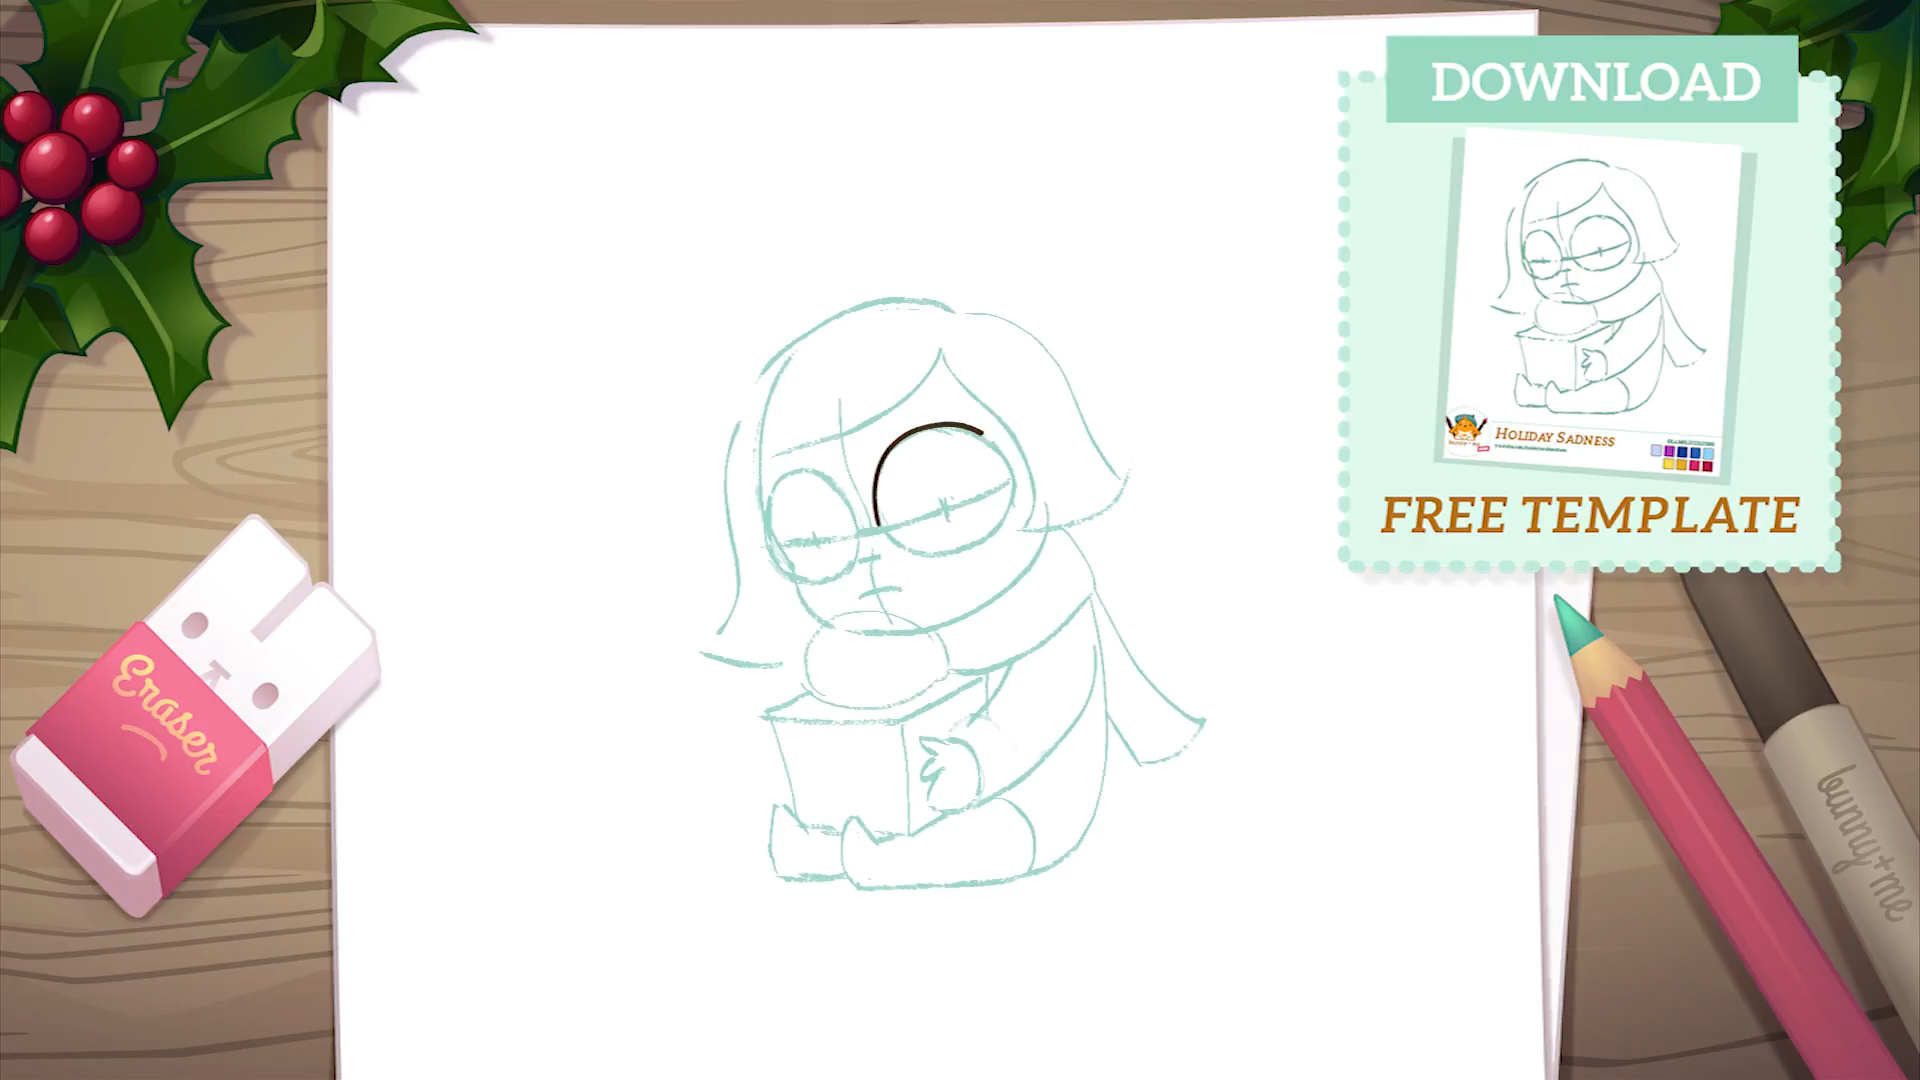 DOWNLOAD
HOLIDAY SADNESS
FREE TEMPLATE
Eraser
bunny+me